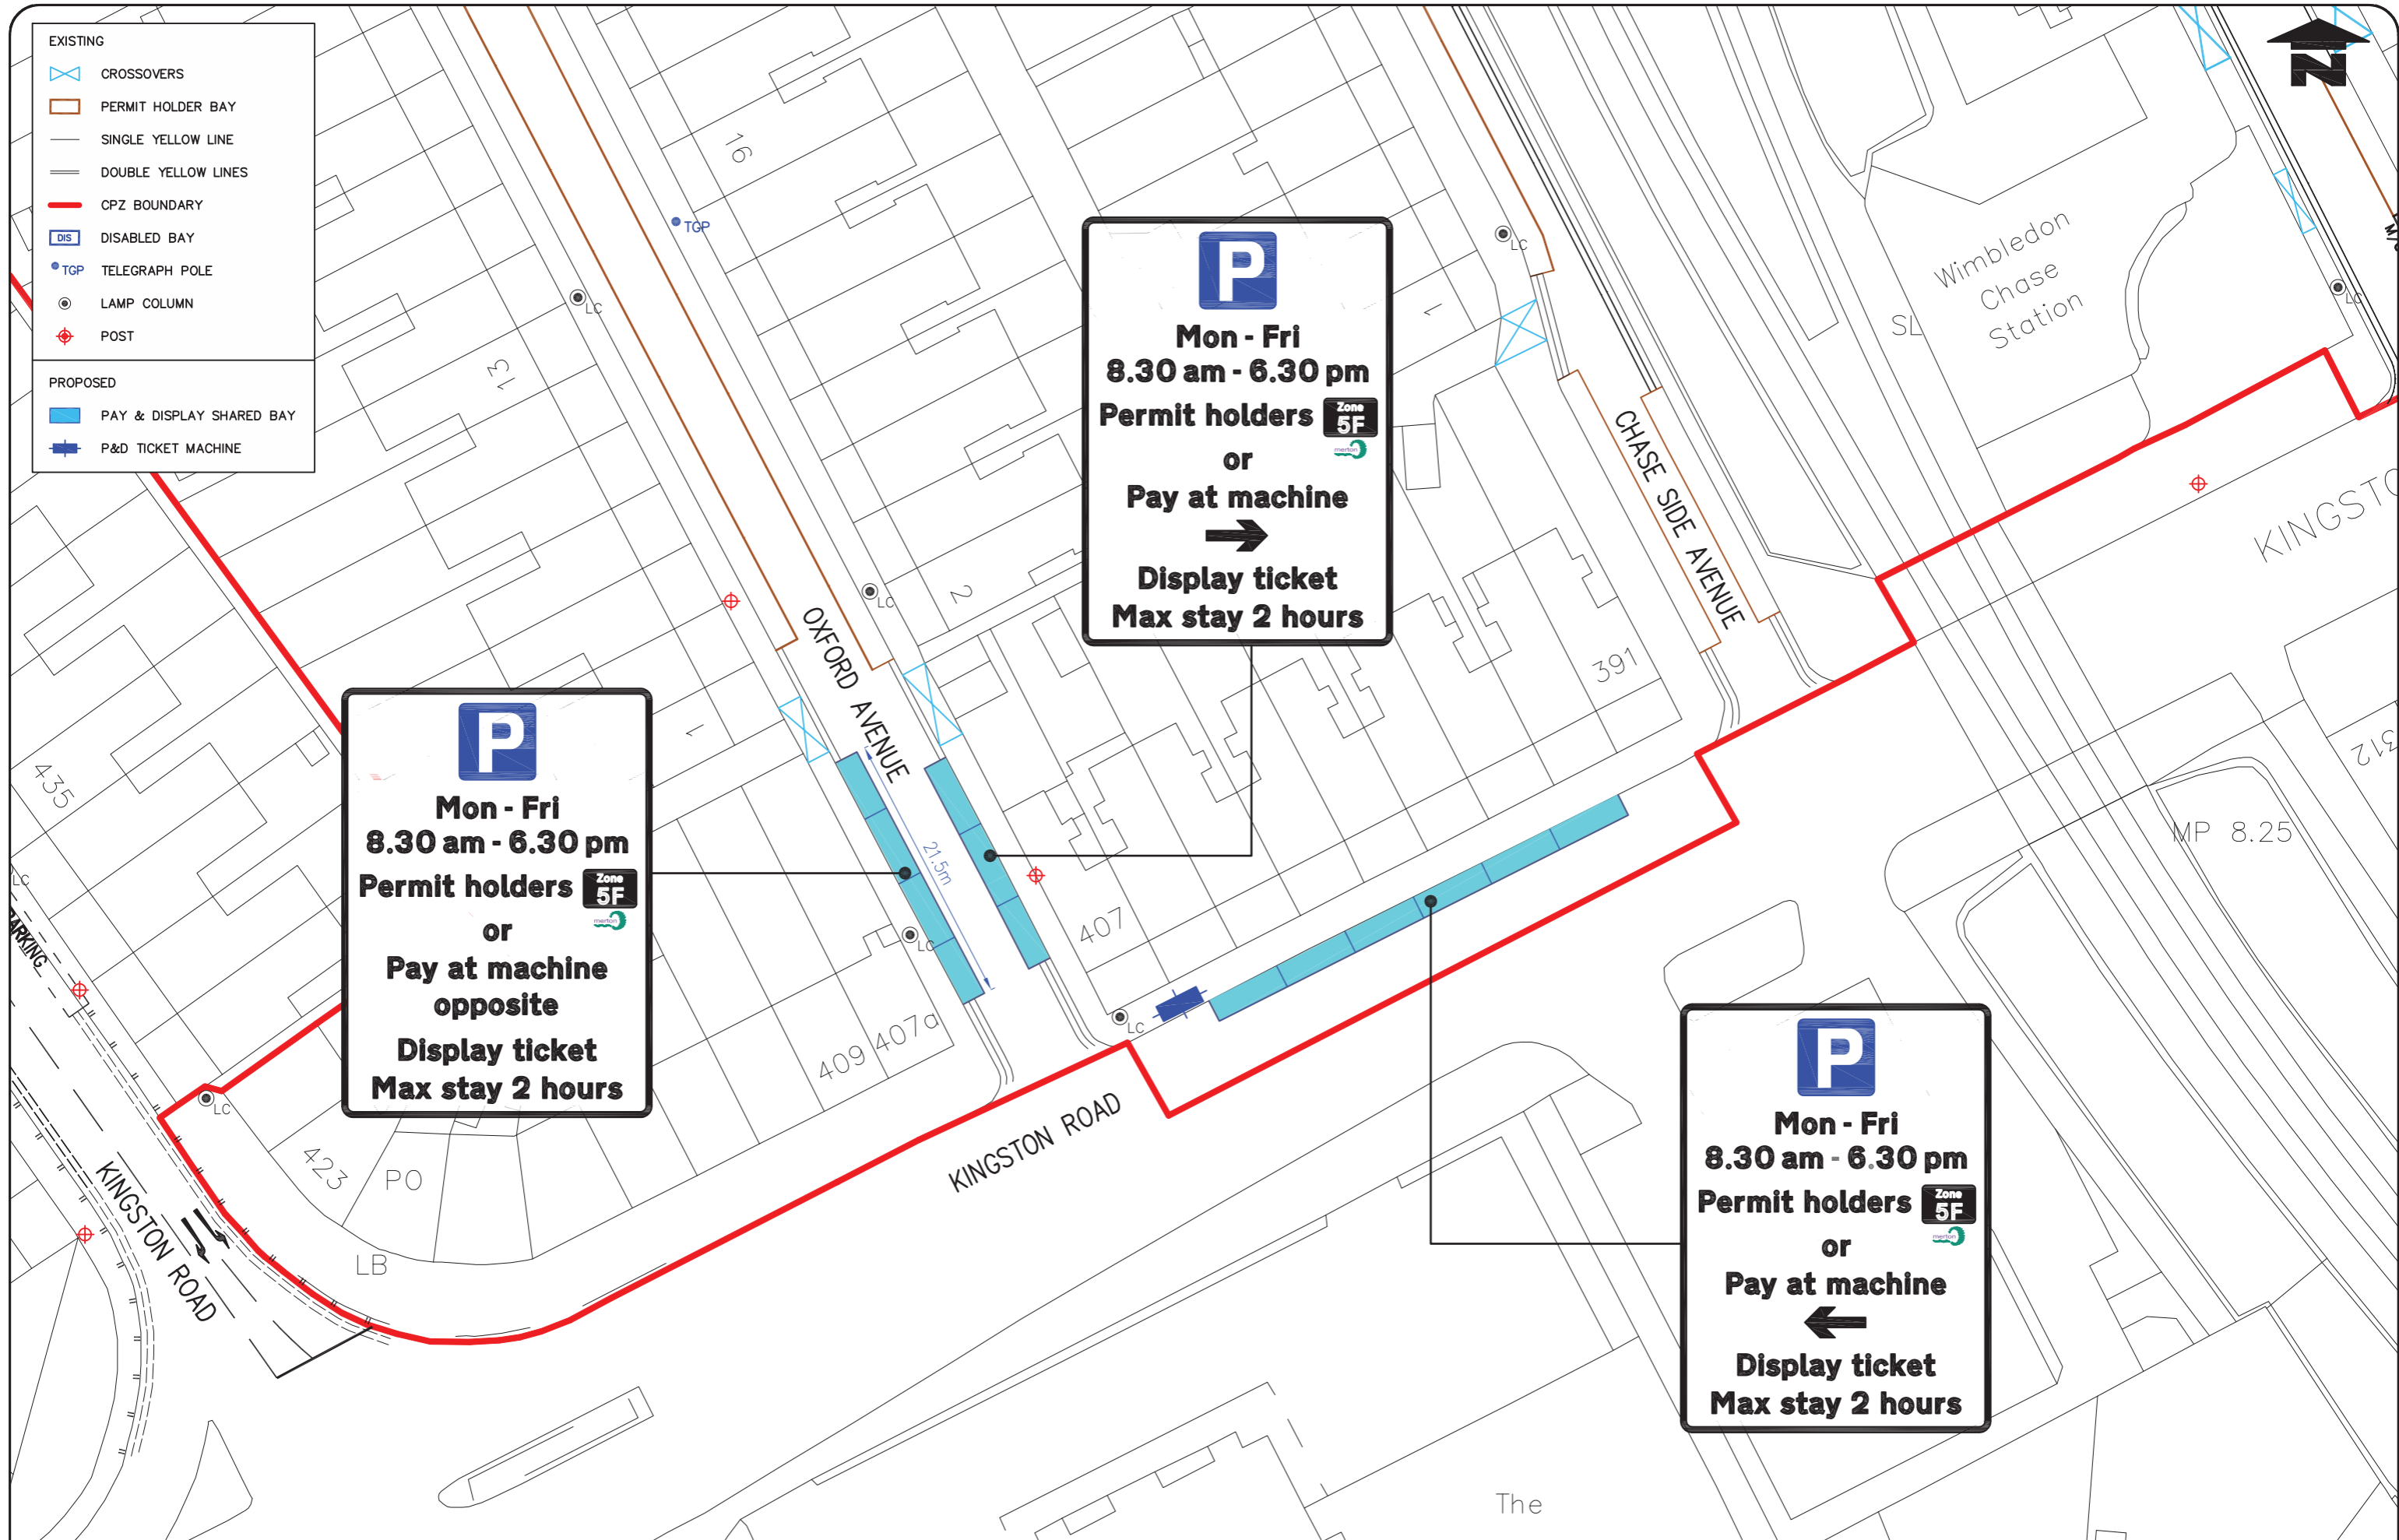 EXISTING
CROSSOVERS
PERMIT HOLDER BAY
SINGLE YELLOW LINE
DOUBLE YELLOW LINES
CPZ BOUNDARY
DIS DISABLED BAY
TGP TELEGRAPH POLE
LAMP COLUMN
POST
PROPOSED
PAY & DISPLAY SHARED BAY
P&D TICKET MACHINE
N
16
TGP
LC
13
LC
P
Mon - Fri
8.30 am - 6.30 pm
Permit holders Zone 5F
merton
or
Pay at machine
Display ticket
Max stay 2 hours
LC
1
Wimbledon
Chase
Station
SL
LC
CHASE SIDE AVENUE
KINGSTO
OXFORD AVENUE
LC
2
391
312
MP 8.25
1
435
P
Mon - Fri
8.30 am - 6.30 pm
Permit holders Zone 5F
merton
or
Pay at machine
opposite
Display ticket
Max stay 2 hours
21.5m
LC
407
LC
409
407a
LC
ARKING
LC
423
PO
LB
KINGSTON ROAD
KINGSTON ROAD
P
Mon - Fri
8.30 am - 6.30 pm
Permit holders Zone 5F
merton
or
Pay at machine
Display ticket
Max stay 2 hours
The